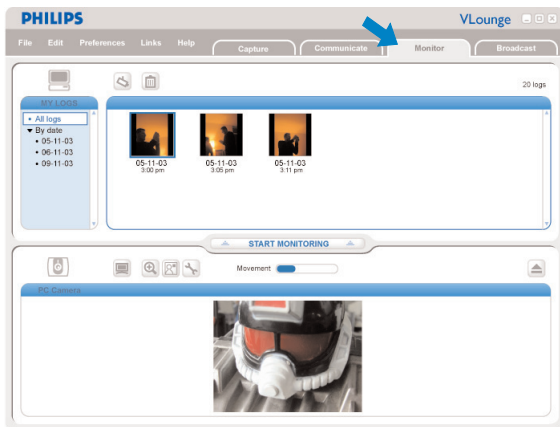 PHILIPS
VLounge
File Edit Preferences Links Help
Capture Communicate Monitor Broadcast
20 logs
MY LOGS
• All logs
By date
• 05-11-03
• 06-11-03
• 09-11-03
05-11-03 05-11-03 05-11-03
3:00 pm 3:05 pm 3:11 pm
START MONITORING
Movement
PC Camera